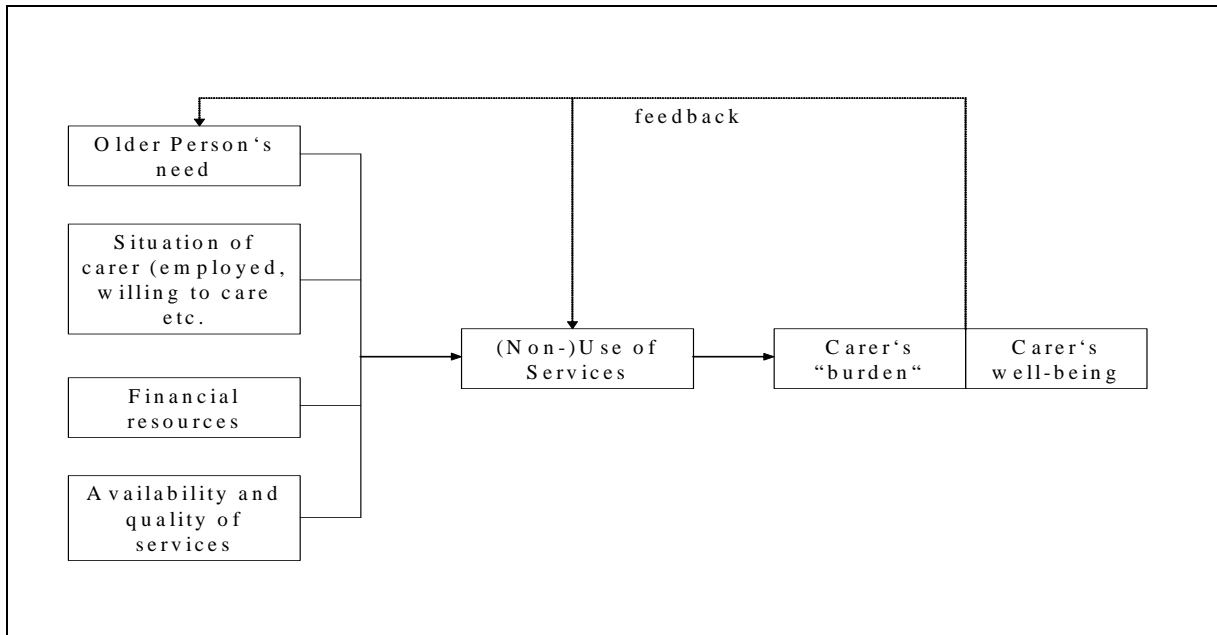 feedback
Older Person‘s
need
Situation of
carer (employed,
willing to care
etc.
Financial
resources
Availability and
quality of
services
(Non-)Use of
Services
Carer‘s
“burden“
Carer‘s
well-being